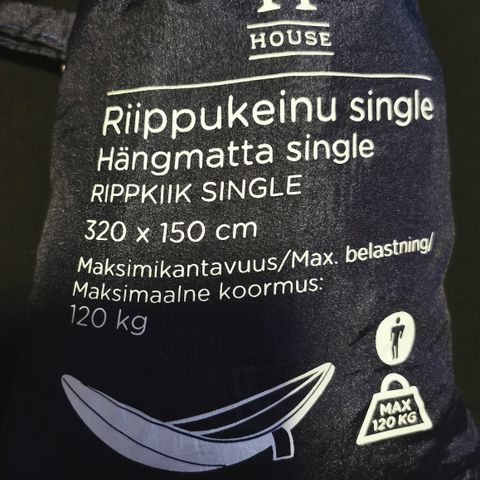 HOUSE
Riippukeinu single
Hängmatta single
RIPPKIIK SINGLE
320 x 150 cm
Maksimikantavuus/Max. belastning/
Maksimaalne koormus:
120 kg
MAX
120 KG